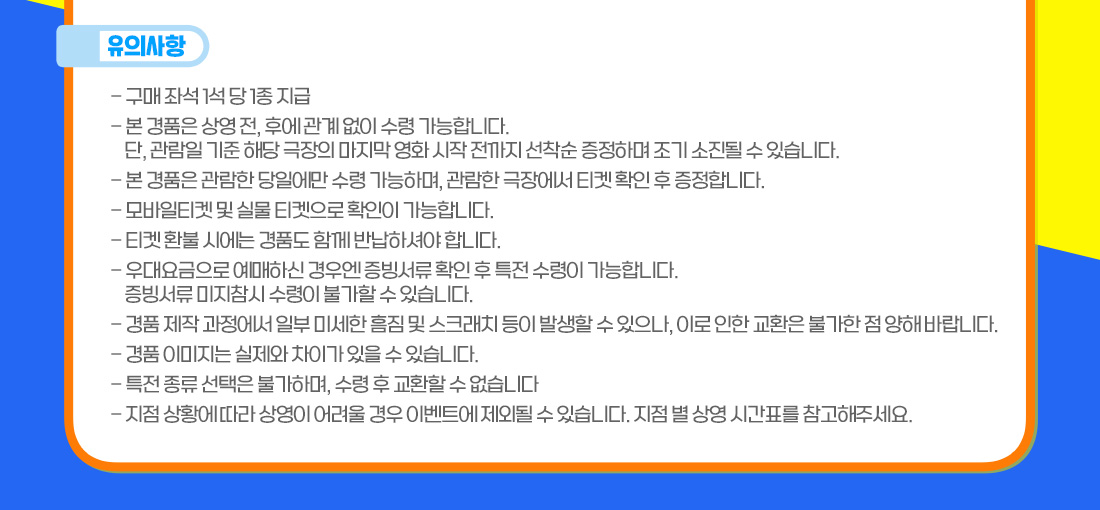 유의사항
- 구매 좌석 1석 당 1종 지급
- 본 경품은 상영 전, 후에 관계 없이 수령 가능합니다.
단, 관람일 기준 해당 극장의 마지막 영화 시작 전까지 선착순 증정하며 조기 소진될 수 있습니다.
- 본 경품은 관람한 당일에만 수령 가능하며, 관람한 극장에서 티켓 확인 후 증정합니다.
- 모바일티켓 및 실물 티켓으로 확인이 가능합니다.
- 티켓 환불 시에는 경품도 함께 반납하셔야 합니다.
- 우대요금으로 예매하신 경우엔 증빙서류 확인 후 특전 수령이 가능합니다.
증빙서류 미지참시 수령이 불가할 수 있습니다.
- 경품 제작 과정에서 일부 미세한 흠짐 및 스크래치 등이 발생할 수 있으나, 이로 인한 교환은 불가한 점 양해 바랍니다.
- 경품 이미지는 실제와 차이가 있을 수 있습니다.
- 특전 종류 선택은 불가하며, 수령 후 교환할 수 없습니다
- 지점 상황에 따라 상영이 어려울 경우 이벤트에 제외될 수 있습니다. 지점 별 상영 시간표를 참고해주세요.